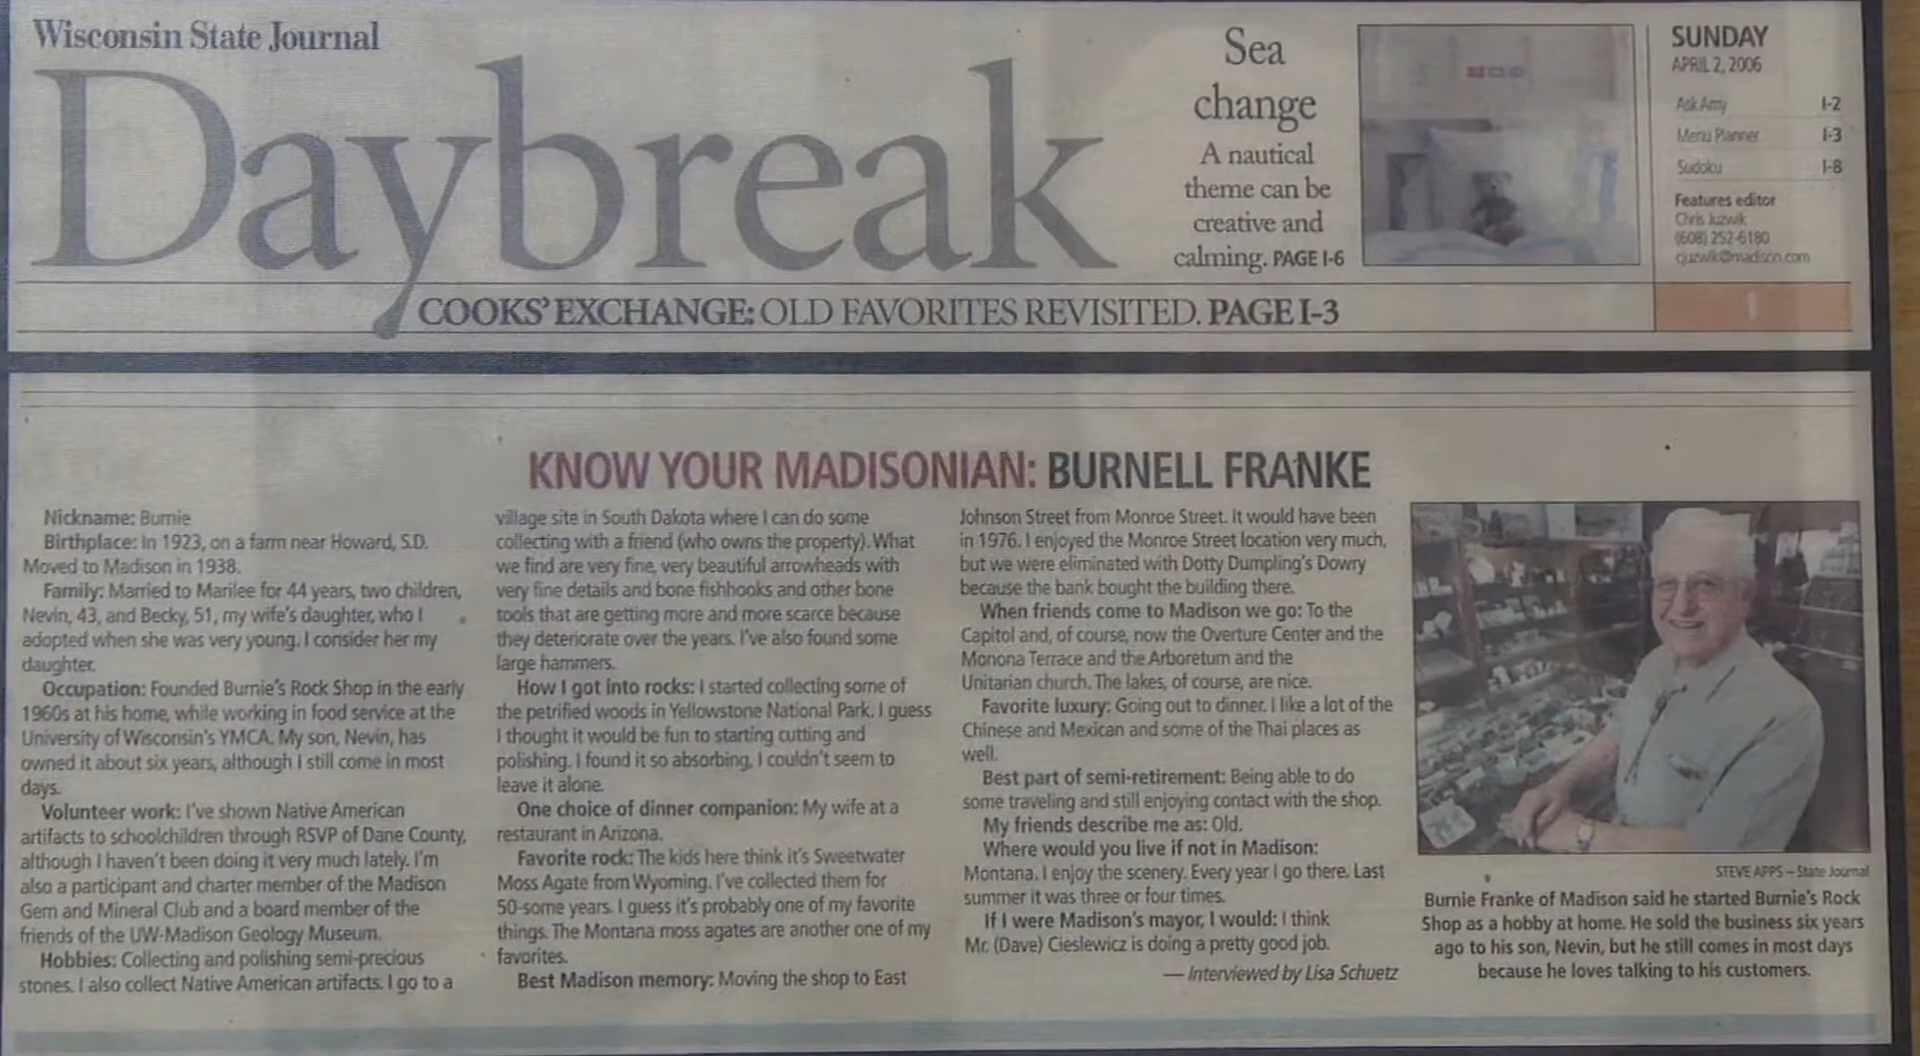 Wisconsin State Journal
Daybreak
Sea
change
A nautical
theme can be
creative and
calming. PAGE I-6
SUNDAY
APRIL 2, 2006
Ask Amy I-2
Menu Planner I-3
Sudoku I-8
Features editor
Chris Juzwik
(608) 252-6180
cjuzwik@madison.com
COOKS' EXCHANGE: OLD FAVORITES REVISITED. PAGE I-3
I
KNOW YOUR MADISONIAN: BURNELL FRANKE
Nickname: Burnie
Birthplace: In 1923, on a farm near Howard, S.D.
Moved to Madison in 1938.
Family: Married to Marilee for 44 years, two children,
Nevin, 43, and Becky, 51, my wife's daughter, who I
adopted when she was very young. I consider her my
daughter.
Occupation: Founded Burnie's Rock Shop in the early
1960s at his home, while working in food service at the
University of Wisconsin's YMCA. My son, Nevin, has
owned it about six years, although I still come in most
days.
Volunteer work: I've shown Native American
artifacts to schoolchildren through RSVP of Dane County,
although I haven't been doing it very much lately. I'm
also a participant and charter member of the Madison
Gem and Mineral Club and a board member of the
friends of the UW-Madison Geology Museum.
Hobbies: Collecting and polishing semi-precious
stones. I also collect Native American artifacts. I go to a
village site in South Dakota where I can do some
collecting with a friend (who owns the property). What
we find are very fine, very beautiful arrowheads with
very fine details and bone fishhooks and other bone
tools that are getting more and more scarce because
they deteriorate over the years. I've also found some
large hammers.
How I got into rocks: I started collecting some of
the petrified woods in Yellowstone National Park. I guess
I thought it would be fun to starting cutting and
polishing. I found it so absorbing, I couldn't seem to
leave it alone.
One choice of dinner companion: My wife at a
restaurant in Arizona.
Favorite rock: The kids here think it's Sweetwater
Moss Agate from Wyoming. I've collected them for
50-some years. I guess it's probably one of my favorite
things. The Montana moss agates are another one of my
favorites.
Best Madison memory: Moving the shop to East
Johnson Street from Monroe Street. It would have been
in 1976. I enjoyed the Monroe Street location very much,
but we were eliminated with Dotty Dumpling's Dowry
because the bank bought the building there.
When friends come to Madison we go: To the
Capitol and, of course, now the Overture Center and the
Monona Terrace and the Arboretum and the
Unitarian church. The lakes, of course, are nice.
Favorite luxury: Going out to dinner. I like a lot of the
Chinese and Mexican and some of the Thai places as
well.
Best part of semi-retirement: Being able to do
some traveling and still enjoying contact with the shop.
My friends describe me as: Old.
Where would you live if not in Madison:
Montana. I enjoy the scenery. Every year I go there. Last
summer it was three or four times.
If I were Madison's mayor, I would: I think
Mr. (Dave) Cieslewicz is doing a pretty good job.
— Interviewed by Lisa Schuetz
STEVE APPS – State Journal
Burnie Franke of Madison said he started Burnie's Rock
Shop as a hobby at home. He sold the business six years
ago to his son, Nevin, but he still comes in most days
because he loves talking to his customers.